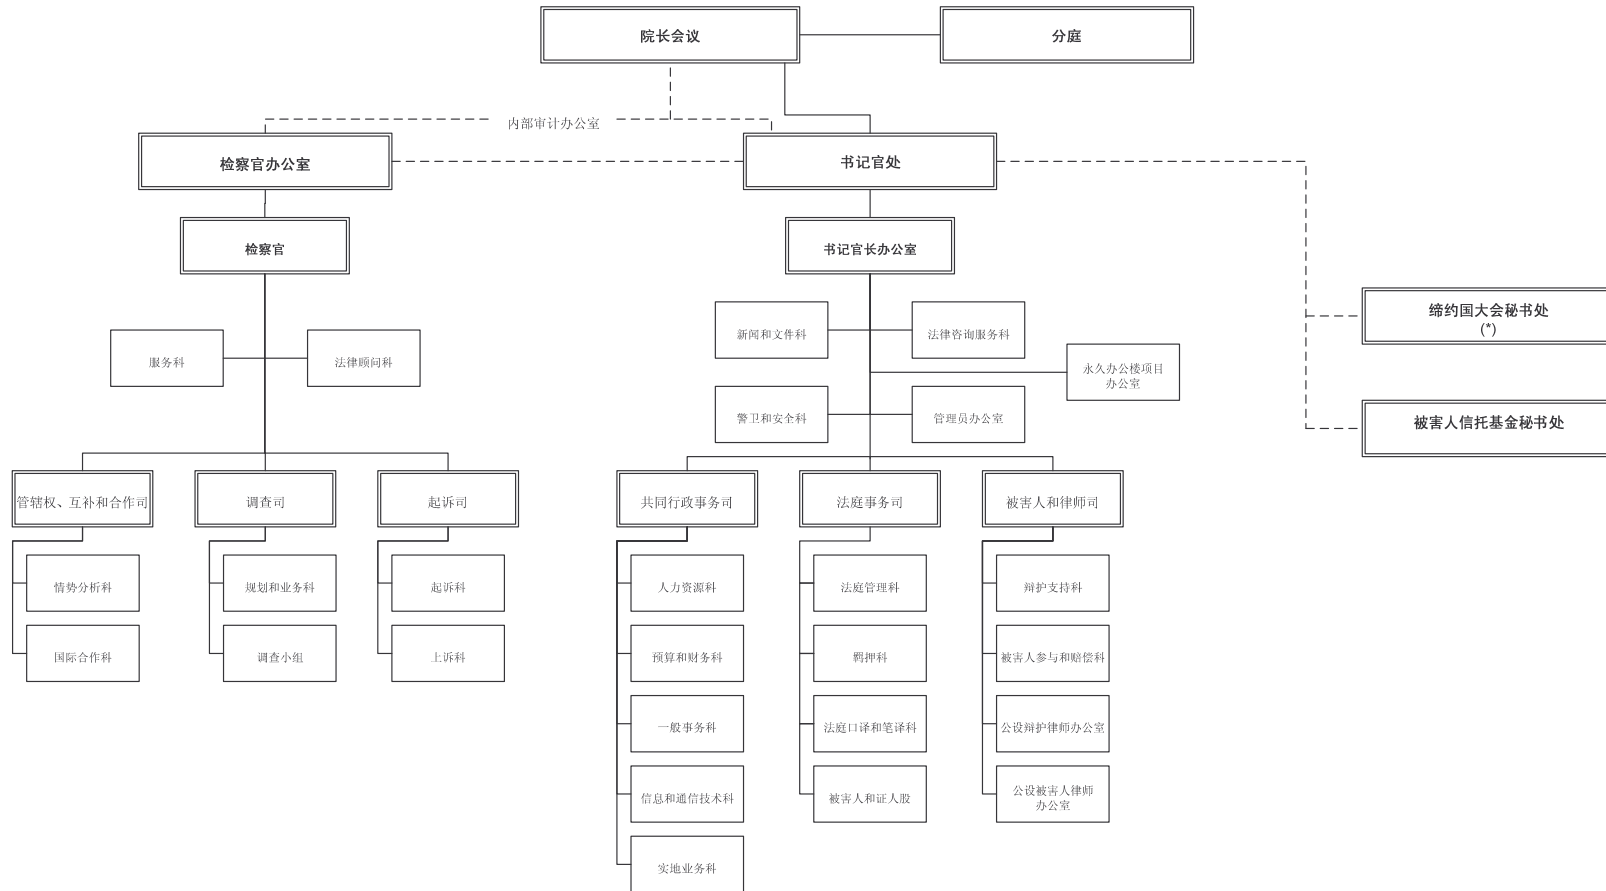 院长会议
分庭
内部审计办公室
检察官办公室
书记官处
检察官
书记官长办公室
新闻和文件科
法律咨询服务科
缔约国大会秘书处
(*)
服务科
法律顾问科
永久办公楼项目
办公室
警卫和安全科
管理员办公室
被害人信托基金秘书处
管辖权、互补和合作司
调查司
起诉司
共同行政事务司
法庭事务司
被害人和律师司
情势分析科
规划和业务科
起诉科
人力资源科
法庭管理科
辩护支持科
国际合作科
调查小组
上诉科
预算和财务科
羁押科
被害人参与和赔偿科
一般事务科
法庭口译和笔译科
公设辩护律师办公室
信息和通信技术科
被害人和证人股
公设被害人律师
办公室
实地业务科